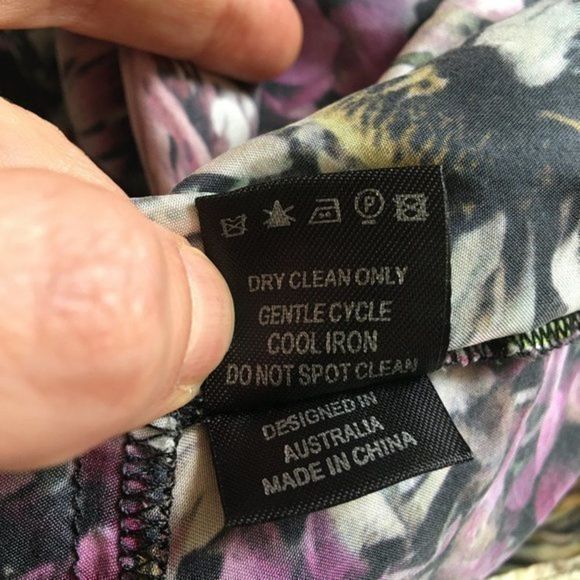 P
DRY CLEAN ONLY
GENTLE CYCLE
COOL IRON
DO NOT SPOT CLEAN
DESIGNED IN
AUSTRALIA
MADE IN CHINA